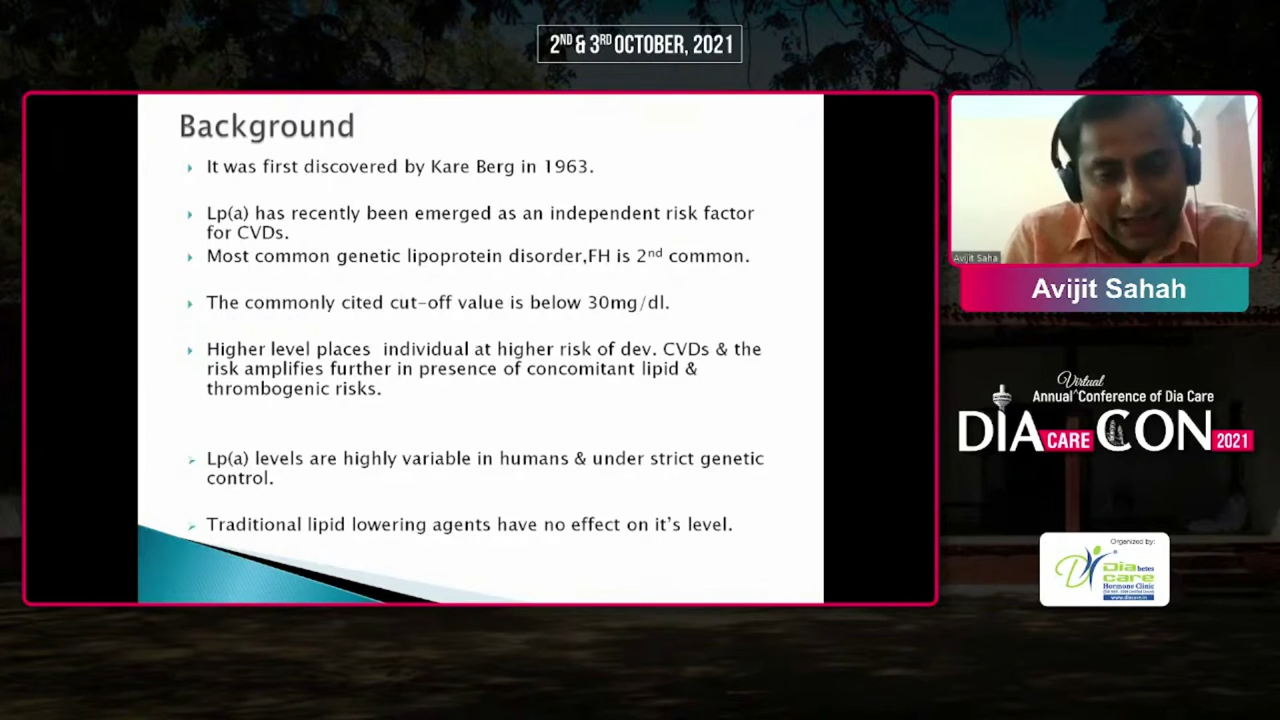 2ND & 3RD OCTOBER, 2021
Background
It was first discovered by Kare Berg in 1963.
Lp(a) has recently been emerged as an independent risk factor
for CVDs.
Most common genetic lipoprotein disorder,FH is 2nd common.
The commonly cited cut-off value is below 30mg/dl.
Higher level places individual at higher risk of dev. CVDs & the
risk amplifies further in presence of concomitant lipid &
thrombogenic risks.
Lp(a) levels are highly variable in humans & under strict genetic
control.
Traditional lipid lowering agents have no effect on it's level.
Avijit Saha
Avijit Sahah
Virtual
Annual Conference of Dia Care
DIA CARE CON 2021
Organized by:
Diabetes
care
Hormone Clinic
www.diacare.in